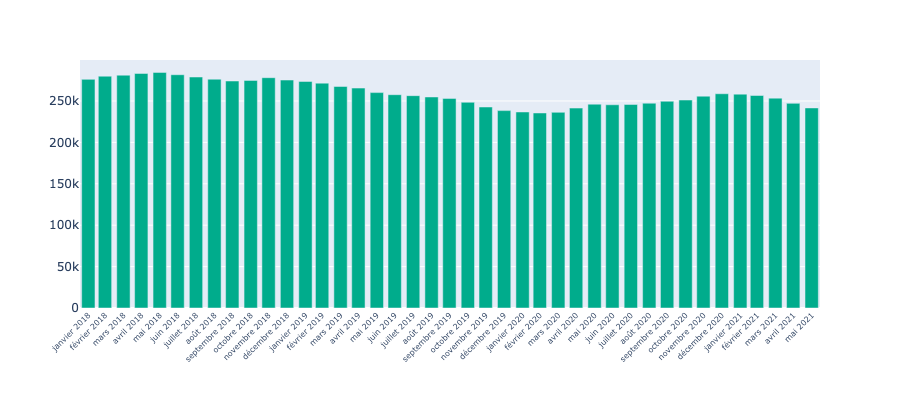 250k
200k
150k
100k
50k
0
janvier 2018
février 2018
mars 2018
avril 2018
mai 2018
juin 2018
juillet 2018
août 2018
septembre 2018
octobre 2018
novembre 2018
décembre 2018
janvier 2019
février 2019
mars 2019
avril 2019
mai 2019
juin 2019
juillet 2019
août 2019
septembre 2019
octobre 2019
novembre 2019
décembre 2019
janvier 2020
février 2020
mars 2020
avril 2020
mai 2020
juin 2020
juillet 2020
août 2020
septembre 2020
octobre 2020
novembre 2020
décembre 2020
janvier 2021
février 2021
mars 2021
avril 2021
mai 2021